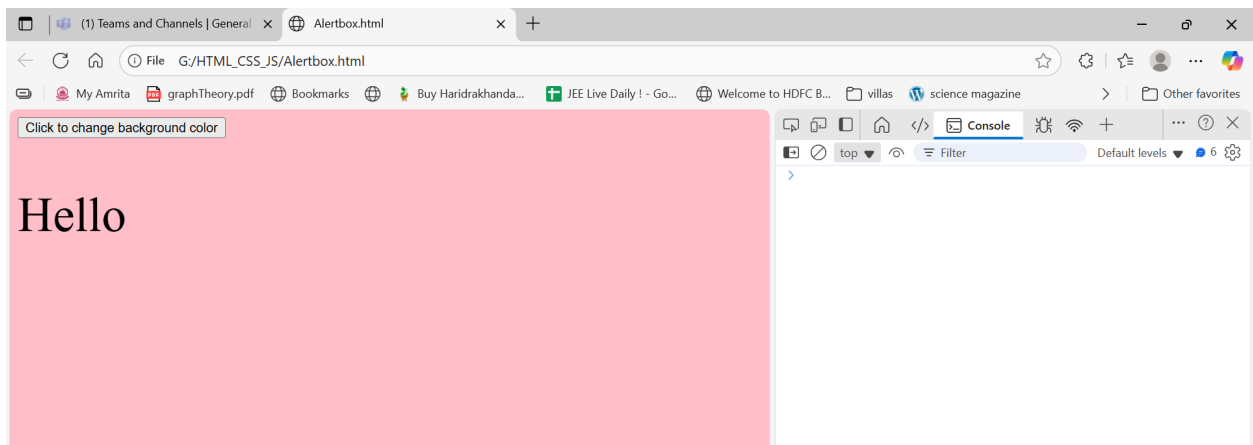 (1) Teams and Channels | General
Alertbox.html
File G:/HTML_CSS_JS/Alertbox.html
My Amrita graphTheory.pdf Bookmarks Buy Haridrakhanda... JEE Live Daily ! - Go... Welcome to HDFC B... villas science magazine Other favorites
Click to change background color
Hello
Console
top Filter Default levels 6